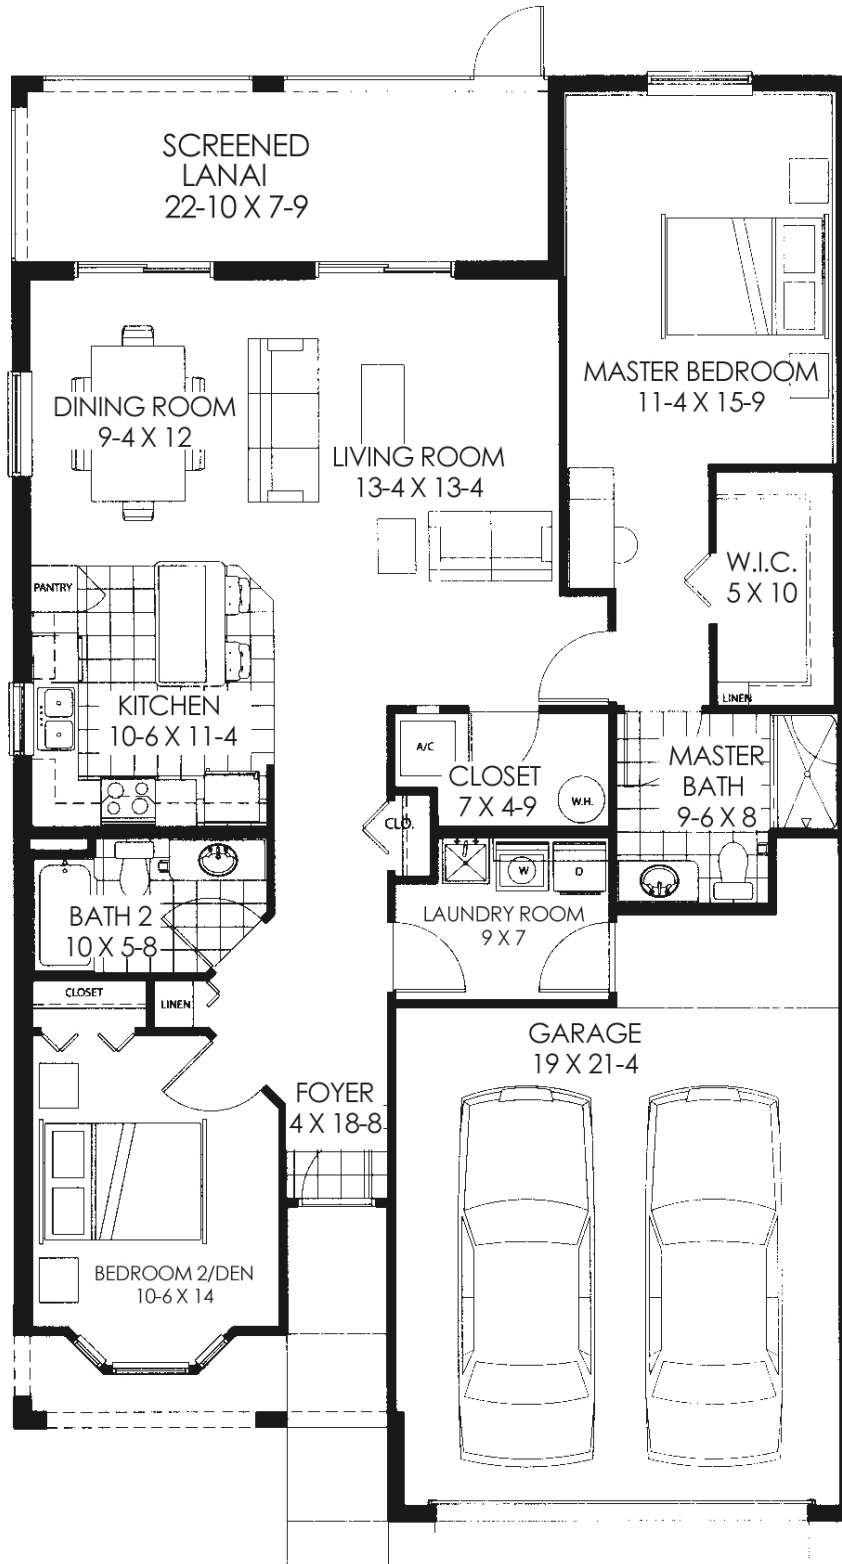 SCREENED
LANAI
22-10 X 7-9
MASTER BEDROOM
11-4 X 15-9
DINING ROOM
9-4 X 12
LIVING ROOM
13-4 X 13-4
W.I.C.
5 X 10
PANTRY
LINEN
KITCHEN
10-6 X 11-4
A/C
CLOSET
7 X 4-9
W.H.
MASTER
BATH
9-6 X 8
CLO.
W
D
BATH 2
10 X 5-8
LAUNDRY ROOM
9 X 7
CLOSET
LINEN
GARAGE
19 X 21-4
FOYER
4 X 18-8
BEDROOM 2/DEN
10-6 X 14